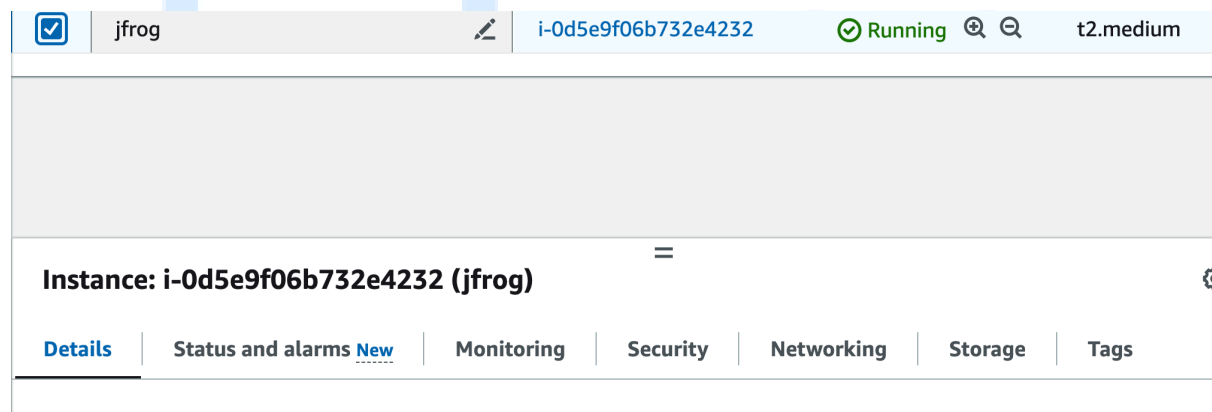 jfrog i-0d5e9f06b732e4232 Running t2.medium
Instance: i-0d5e9f06b732e4232 (jfrog)
Details Status and alarms New Monitoring Security Networking Storage Tags